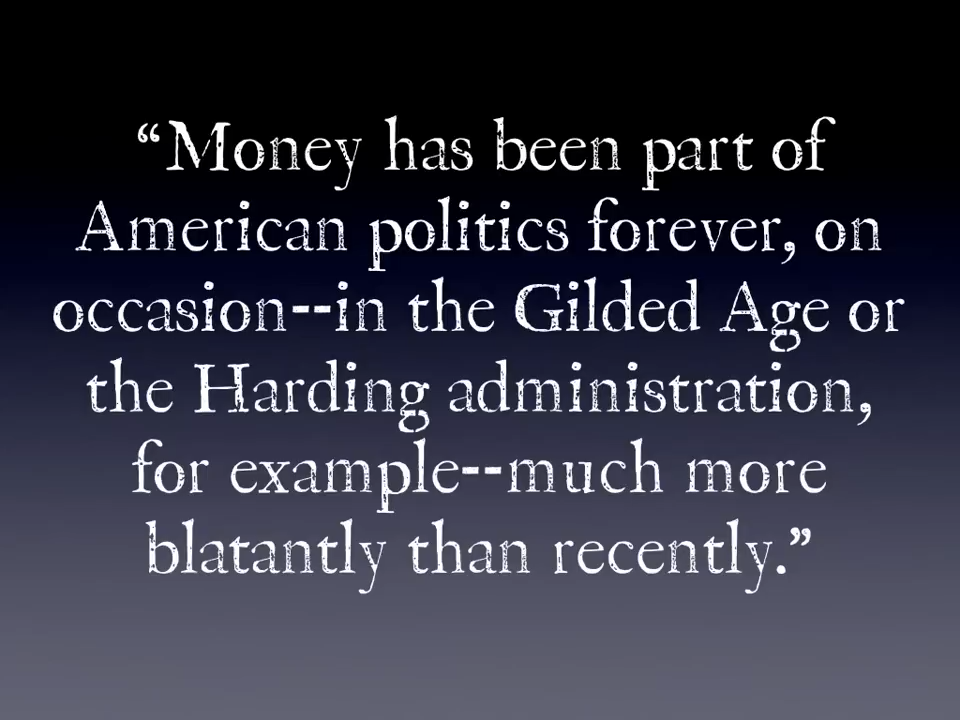 “Money has been part of
American politics forever, on
occasion--in the Gilded Age or
the Harding administration,
for example--much more
blatantly than recently.”